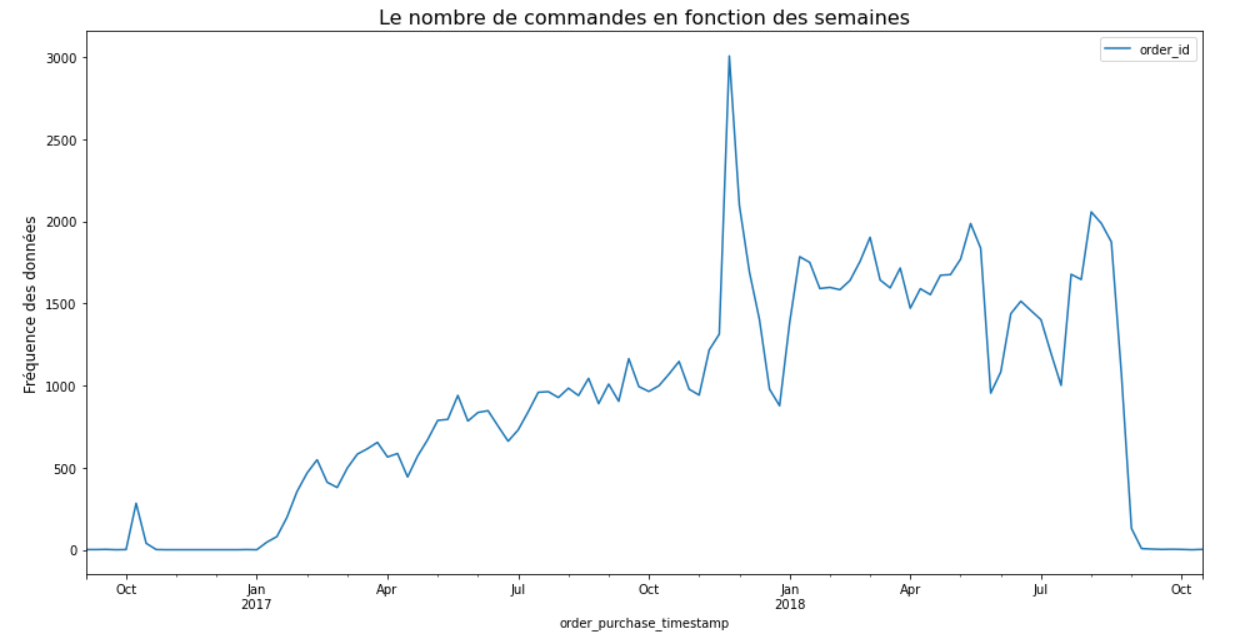 Le nombre de commandes en fonction des semaines
order_id
3000
2500
2000
1500
1000
500
0
Fréquence des données
Oct Jan Apr Jul Oct Jan Apr Jul Oct
2017 2018
order_purchase_timestamp